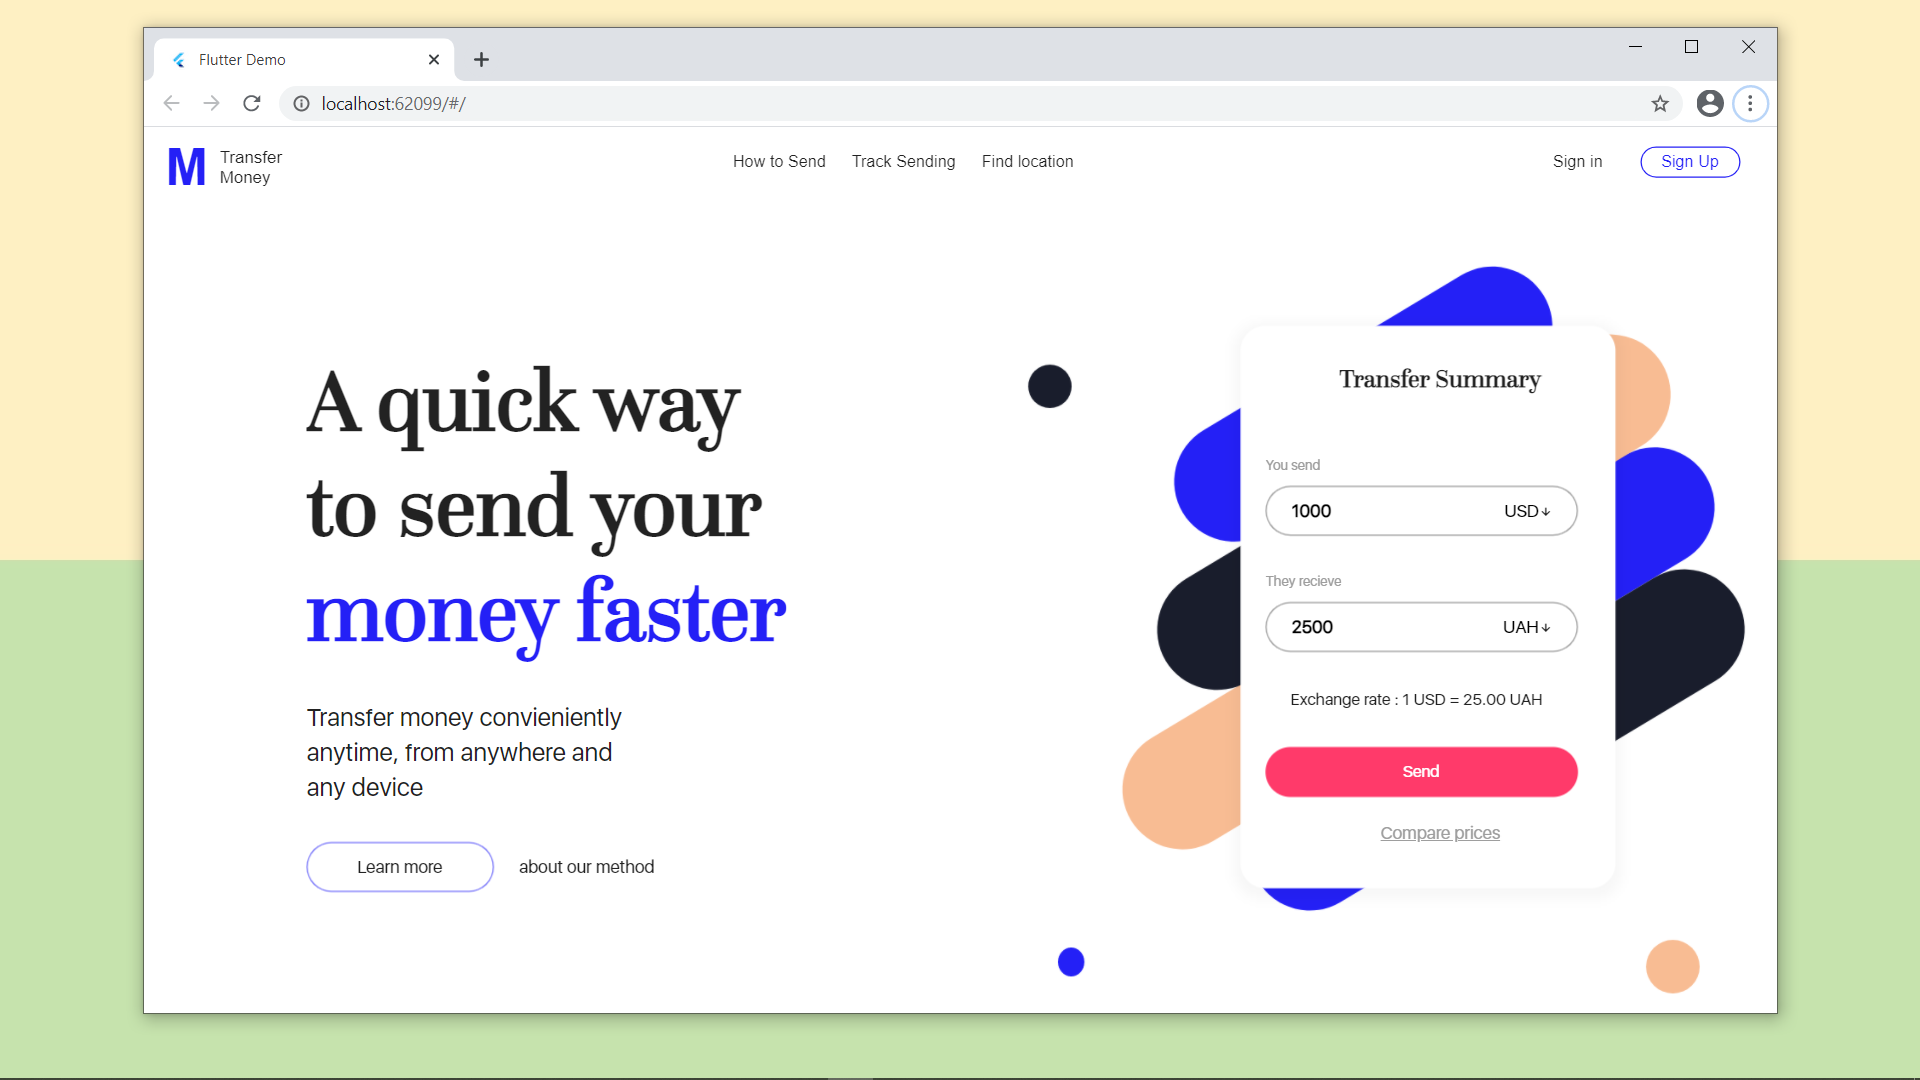 Flutter Demo
localhost:62099/#/
M
Transfer
Money
How to Send
Track Sending
Find location
Sign in
Sign Up
A quick way
to send your
money faster
Transfer money convieniently
anytime, from anywhere and
any device
Learn more
about our method
Transfer Summary
You send
1000
USD↓
They recieve
2500
UAH↓
Exchange rate : 1 USD = 25.00 UAH
Send
Compare prices